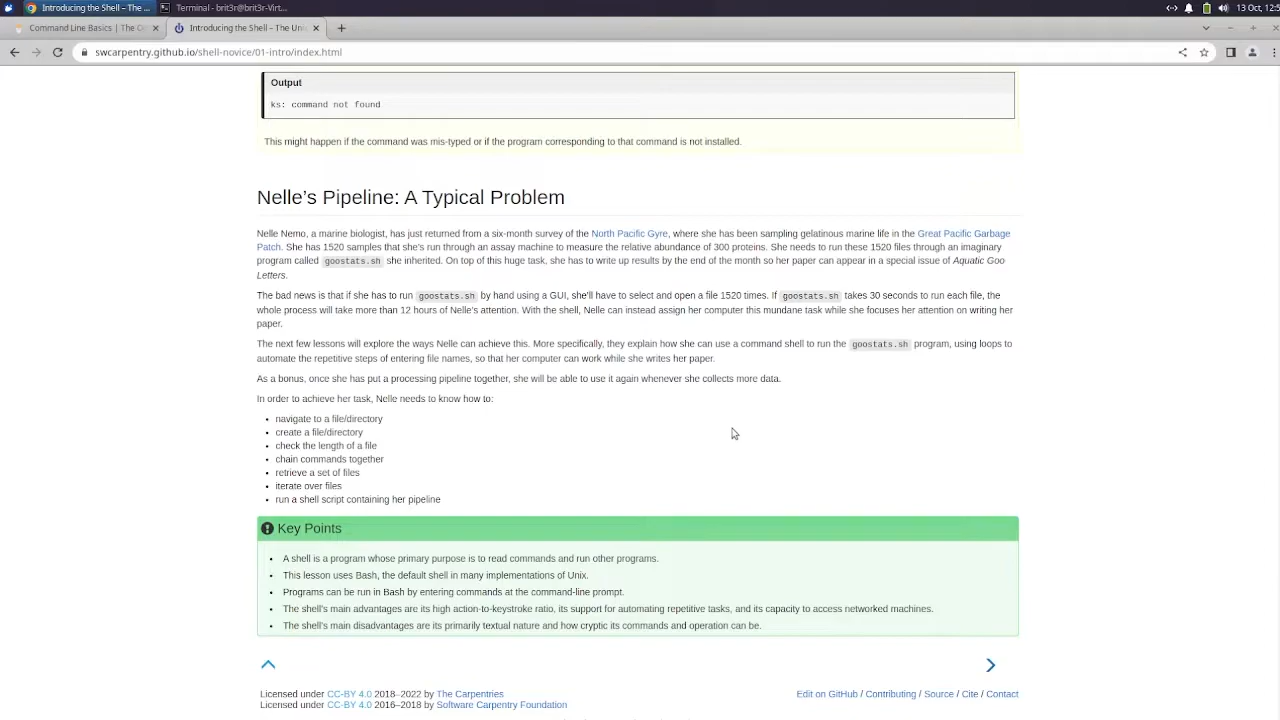 Introducing the Shell – The ...
Terminal - brit3r@brit3r-Virt...
13 Oct, 12:5
Command Line Basics | The O
Introducing the Shell – The Uni
swcarpentry.github.io/shell-novice/01-intro/index.html
Output
ks: command not found
This might happen if the command was mis-typed or if the program corresponding to that command is not installed.
Nelle’s Pipeline: A Typical Problem
Nelle Nemo, a marine biologist, has just returned from a six-month survey of the North Pacific Gyre, where she has been sampling gelatinous marine life in the Great Pacific Garbage
Patch. She has 1520 samples that she’s run through an assay machine to measure the relative abundance of 300 proteins. She needs to run these 1520 files through an imaginary
program called goostats.sh she inherited. On top of this huge task, she has to write up results by the end of the month so her paper can appear in a special issue of Aquatic Goo
Letters.
The bad news is that if she has to run goostats.sh by hand using a GUI, she’ll have to select and open a file 1520 times. If goostats.sh takes 30 seconds to run each file, the
whole process will take more than 12 hours of Nelle’s attention. With the shell, Nelle can instead assign her computer this mundane task while she focuses her attention on writing her
paper.
The next few lessons will explore the ways Nelle can achieve this. More specifically, they explain how she can use a command shell to run the goostats.sh program, using loops to
automate the repetitive steps of entering file names, so that her computer can work while she writes her paper.
As a bonus, once she has put a processing pipeline together, she will be able to use it again whenever she collects more data.
In order to achieve her task, Nelle needs to know how to:
• navigate to a file/directory
• create a file/directory
• check the length of a file
• chain commands together
• retrieve a set of files
• iterate over files
• run a shell script containing her pipeline
Key Points
• A shell is a program whose primary purpose is to read commands and run other programs.
• This lesson uses Bash, the default shell in many implementations of Unix.
• Programs can be run in Bash by entering commands at the command-line prompt.
• The shell’s main advantages are its high action-to-keystroke ratio, its support for automating repetitive tasks, and its capacity to access networked machines.
• The shell’s main disadvantages are its primarily textual nature and how cryptic its commands and operation can be.
Licensed under CC-BY 4.0 2018–2022 by The Carpentries
Licensed under CC-BY 4.0 2016–2018 by Software Carpentry Foundation
Edit on GitHub / Contributing / Source / Cite / Contact